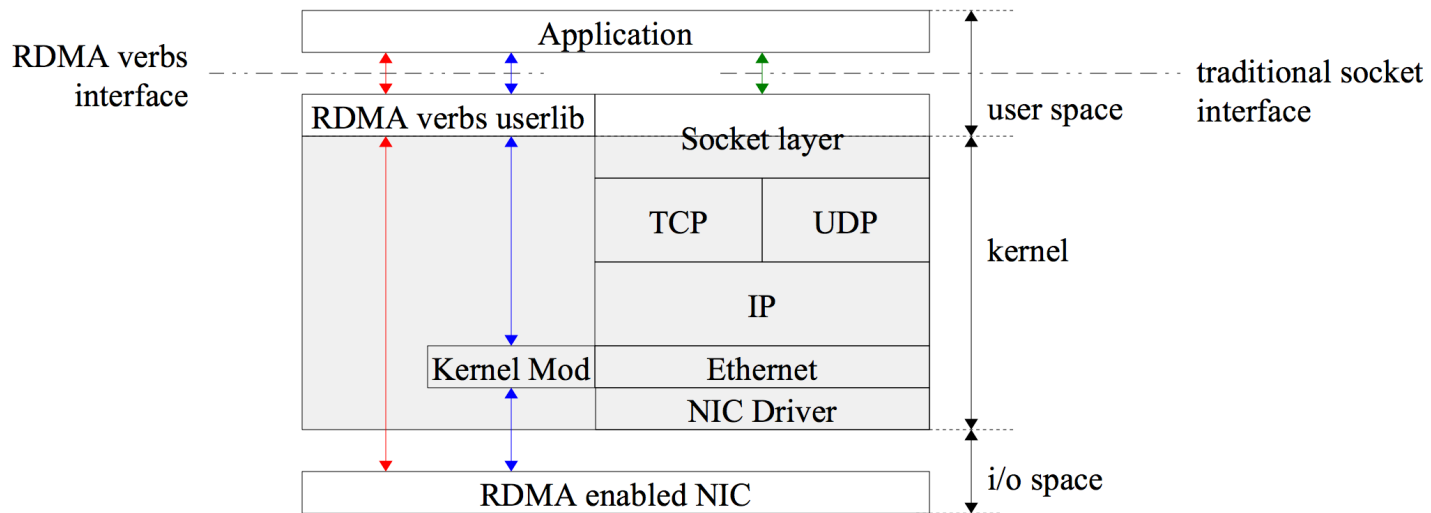 Application
RDMA verbs
interface
traditional socket
interface
user space
RDMA verbs userlib
Socket layer
TCP
UDP
kernel
IP
Kernel Mod
Ethernet
NIC Driver
i/o space
RDMA enabled NIC